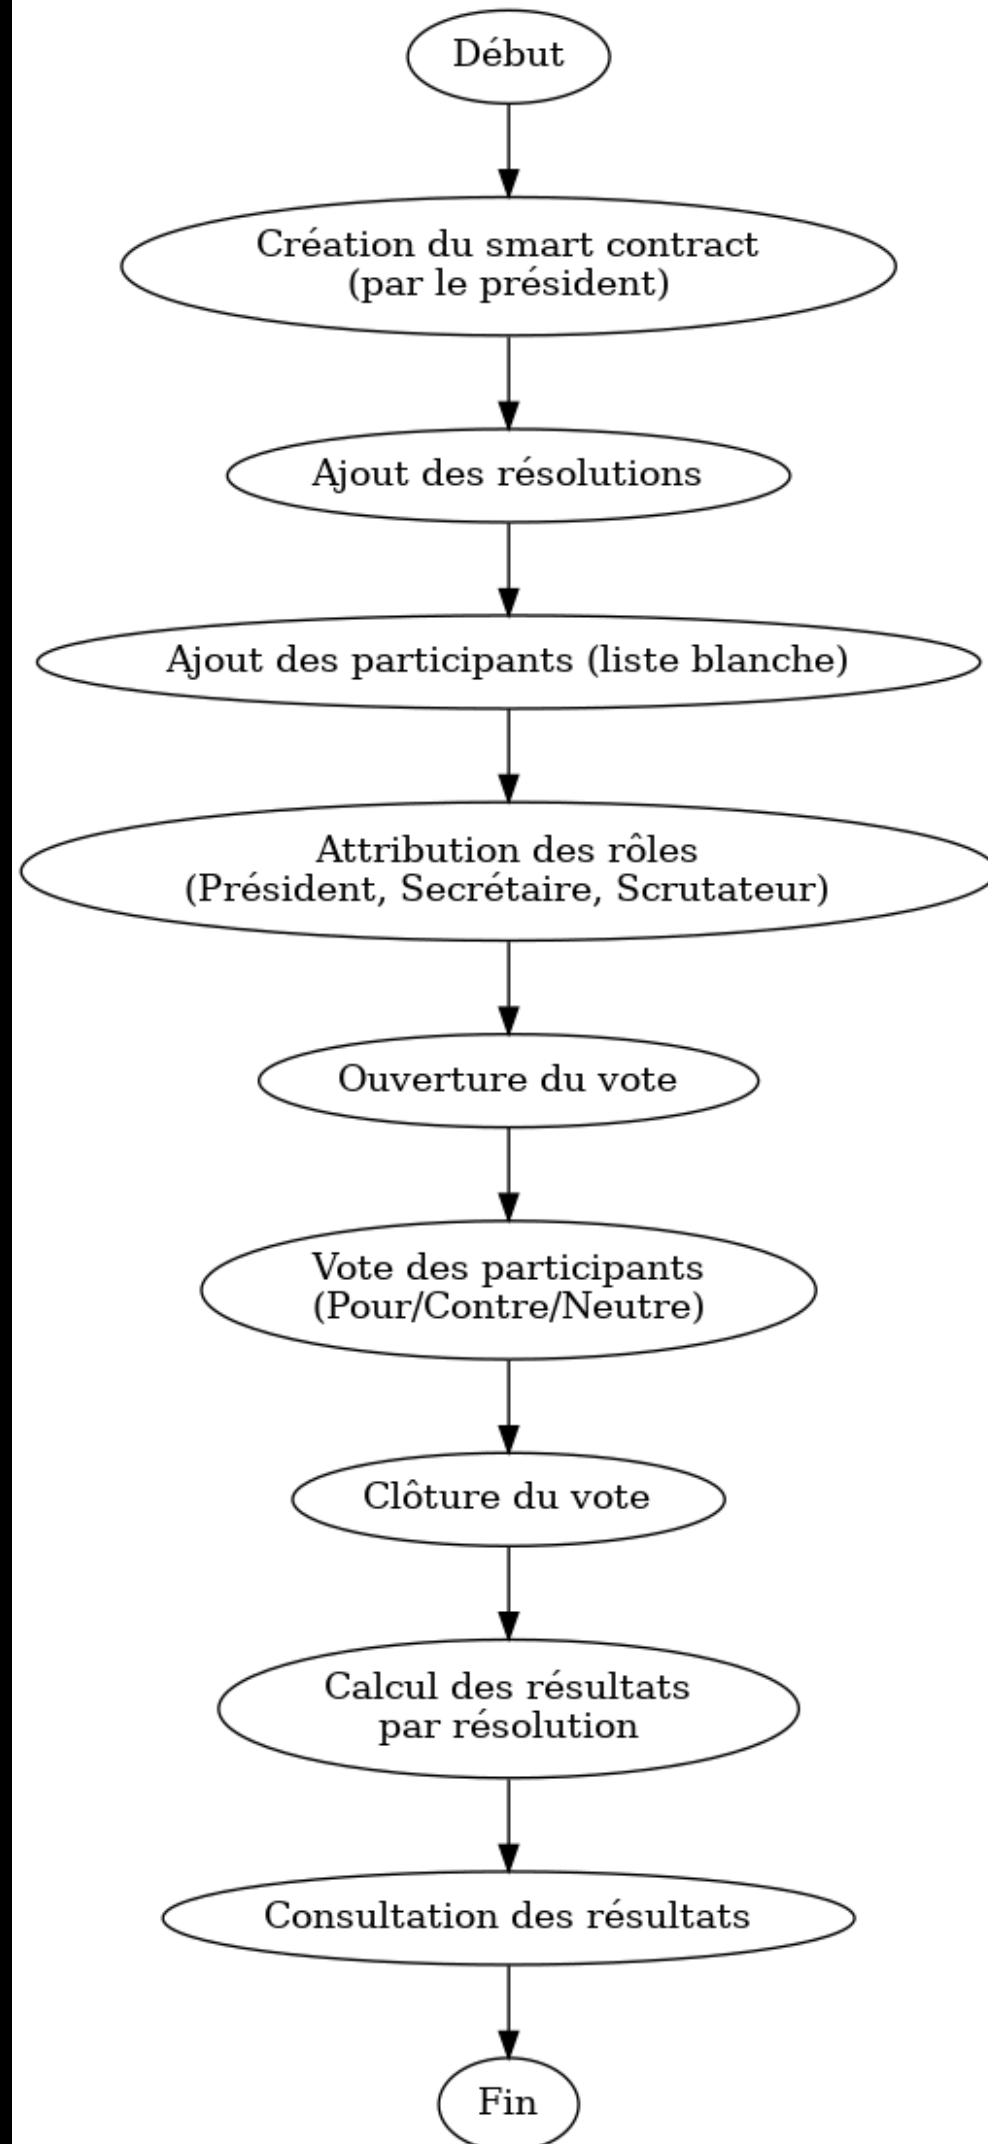 Début
Création du smart contract
(par le président)
Ajout des résolutions
Ajout des participants (liste blanche)
Attribution des rôles
(Président, Secrétaire, Scrutateur)
Ouverture du vote
Vote des participants
(Pour/Contre/Neutre)
Clôture du vote
Calcul des résultats
par résolution
Consultation des résultats
Fin